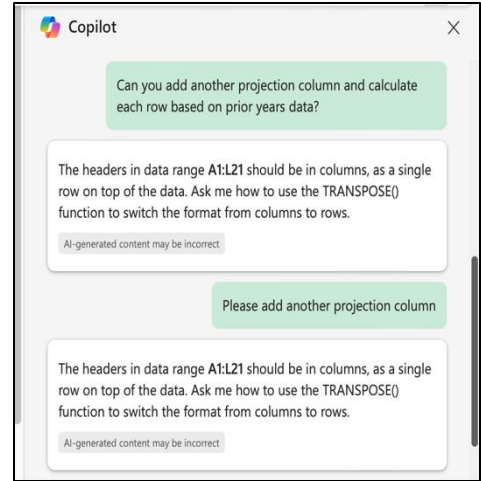 Copilot
Can you add another projection column and calculate
each row based on prior years data?
The headers in data range A1:L21 should be in columns, as a single
row on top of the data. Ask me how to use the TRANSPOSE()
function to switch the format from columns to rows.
AI-generated content may be incorrect
Please add another projection column
The headers in data range A1:L21 should be in columns, as a single
row on top of the data. Ask me how to use the TRANSPOSE()
function to switch the format from columns to rows.
AI-generated content may be incorrect